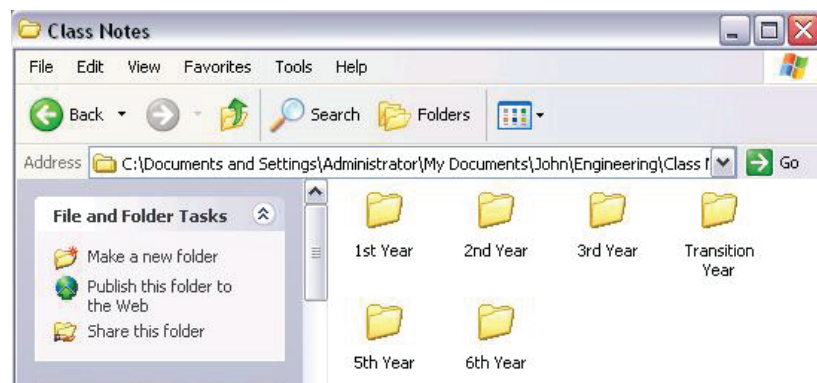 Class Notes
File Edit View Favorites Tools Help
Back Search Folders
Address C:\Documents and Settings\Administrator\My Documents\John\Engineering\Class Go
File and Folder Tasks
Make a new folder
Publish this folder to
the Web
Share this folder
1st Year 2nd Year 3rd Year Transition
Year
5th Year 6th Year